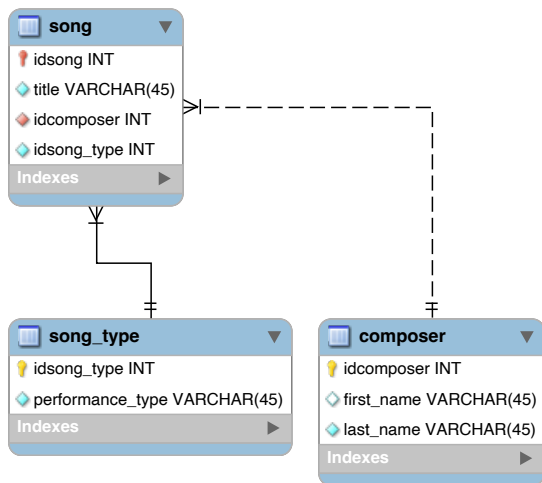 song
idsong INT
title VARCHAR(45)
idcomposer INT
idsong_type INT
Indexes
song_type
idsong_type INT
performance_type VARCHAR(45)
Indexes
composer
idcomposer INT
first_name VARCHAR(45)
last_name VARCHAR(45)
Indexes